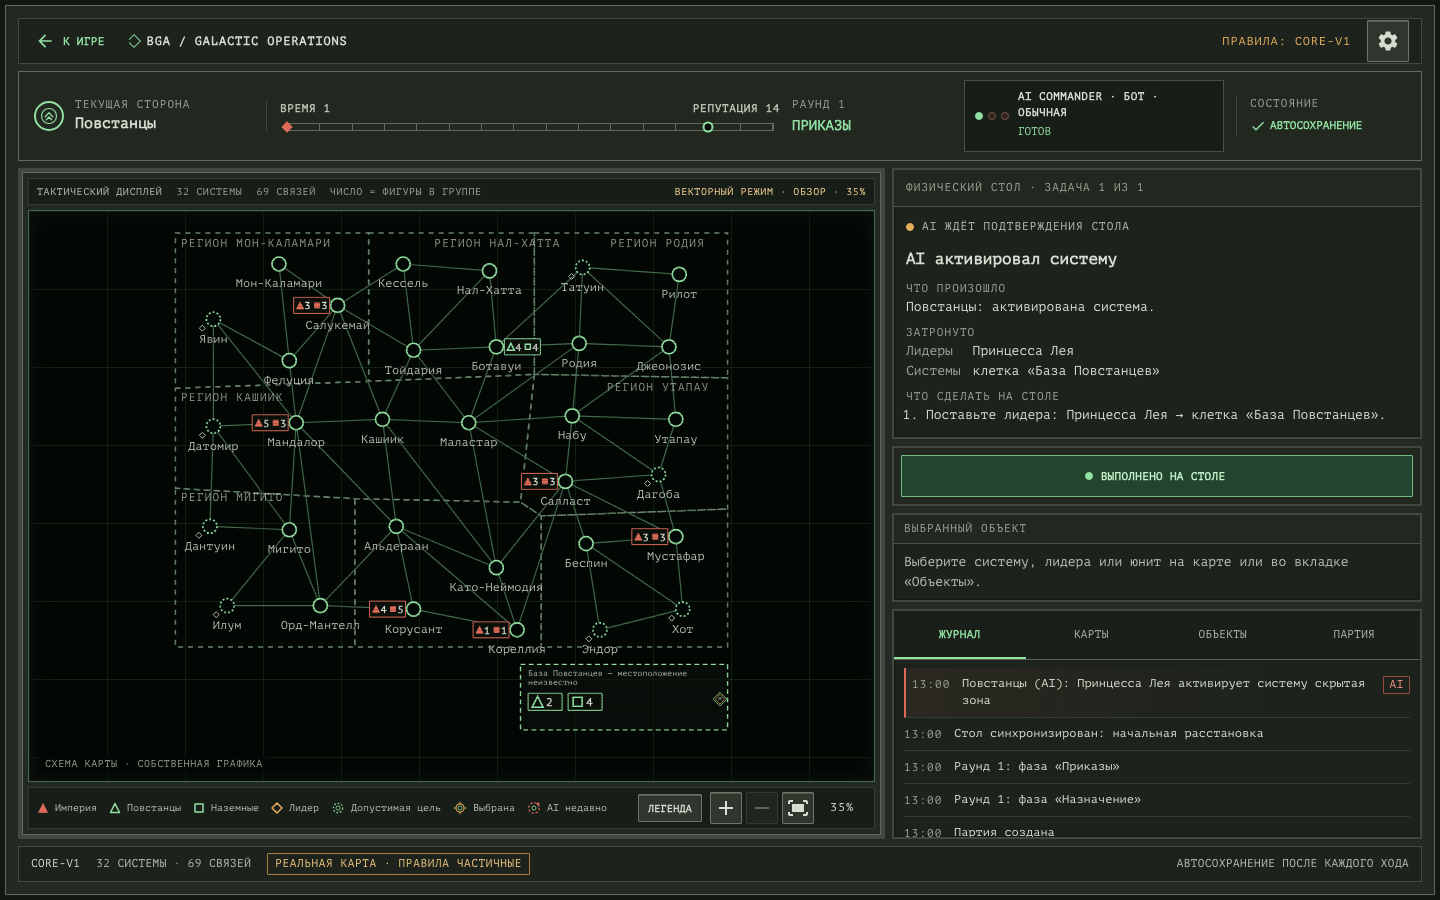 К ИГРЕ
BGA / GALACTIC OPERATIONS
ПРАВИЛА: CORE-V1
ТЕКУЩАЯ СТОРОНА
Повстанцы
ВРЕМЯ 1
РЕПУТАЦИЯ 14
РАУНД 1
ПРИКАЗЫ
AI COMMANDER · БОТ ·
ОБЫЧНАЯ
ГОТОВ
СОСТОЯНИЕ
АВТОСОХРАНЕНИЕ
ТАКТИЧЕСКИЙ ДИСПЛЕЙ 32 СИСТЕМЫ 69 СВЯЗЕЙ ЧИСЛО = ФИГУРЫ В ГРУППЕ
ВЕКТОРНЫЙ РЕЖИМ · ОБЗОР · 35%
РЕГИОН МОН-КАЛАМАРИ
РЕГИОН НАЛ-ХАТТА
РЕГИОН РОДИЯ
Мон-Каламари
Кессель
Нал-Хатта
Татуин
Рилот
3 3
Салукемай
Явин
Фелуция
Тойдария
4 4
Ботавуи
Родия
Джеонозис
РЕГИОН УТАПАУ
РЕГИОН КАШИИК
5 3
Датомир
Мандалор
Кашиик
Маластар
Набу
Утапау
3 3
Салласт
Дагоба
РЕГИОН МИГИТО
Дантуин
Мигито
Альдераан
Беспин
3 3
Мустафар
Като-Неймодия
Илум
Орд-Мантелл
4 5
Корусант
1 1
Кореллия
Эндор
Хот
База Повстанцев — местоположение
неизвестно
2 4
СХЕМА КАРТЫ · СОБСТВЕННАЯ ГРАФИКА
Империя Повстанцы Наземные Лидер Допустимая цель Выбрана AI недавно
ЛЕГЕНДА
35%
ФИЗИЧЕСКИЙ СТОЛ · ЗАДАЧА 1 ИЗ 1
AI ЖДЁТ ПОДТВЕРЖДЕНИЯ СТОЛА
AI активировал систему
ЧТО ПРОИЗОШЛО
Повстанцы: активирована система.
ЗАТРОНУТО
Лидеры Принцесса Лея
Системы клетка «База Повстанцев»
ЧТО СДЕЛАТЬ НА СТОЛЕ
1. Поставьте лидера: Принцесса Лея → клетка «База Повстанцев».
ВЫПОЛНЕНО НА СТОЛЕ
ВЫБРАННЫЙ ОБЪЕКТ
Выберите систему, лидера или юнит на карте или во вкладке
«Объекты».
ЖУРНАЛ КАРТЫ ОБЪЕКТЫ ПАРТИЯ
13:00 Повстанцы (AI): Принцесса Лея активирует систему скрытая
зона
AI
13:00 Стол синхронизирован: начальная расстановка
13:00 Раунд 1: фаза «Приказы»
13:00 Раунд 1: фаза «Назначение»
13:00 Партия создана
CORE-V1 32 СИСТЕМЫ · 69 СВЯЗЕЙ
РЕАЛЬНАЯ КАРТА · ПРАВИЛА ЧАСТИЧНЫЕ
АВТОСОХРАНЕНИЕ ПОСЛЕ КАЖДОГО ХОДА